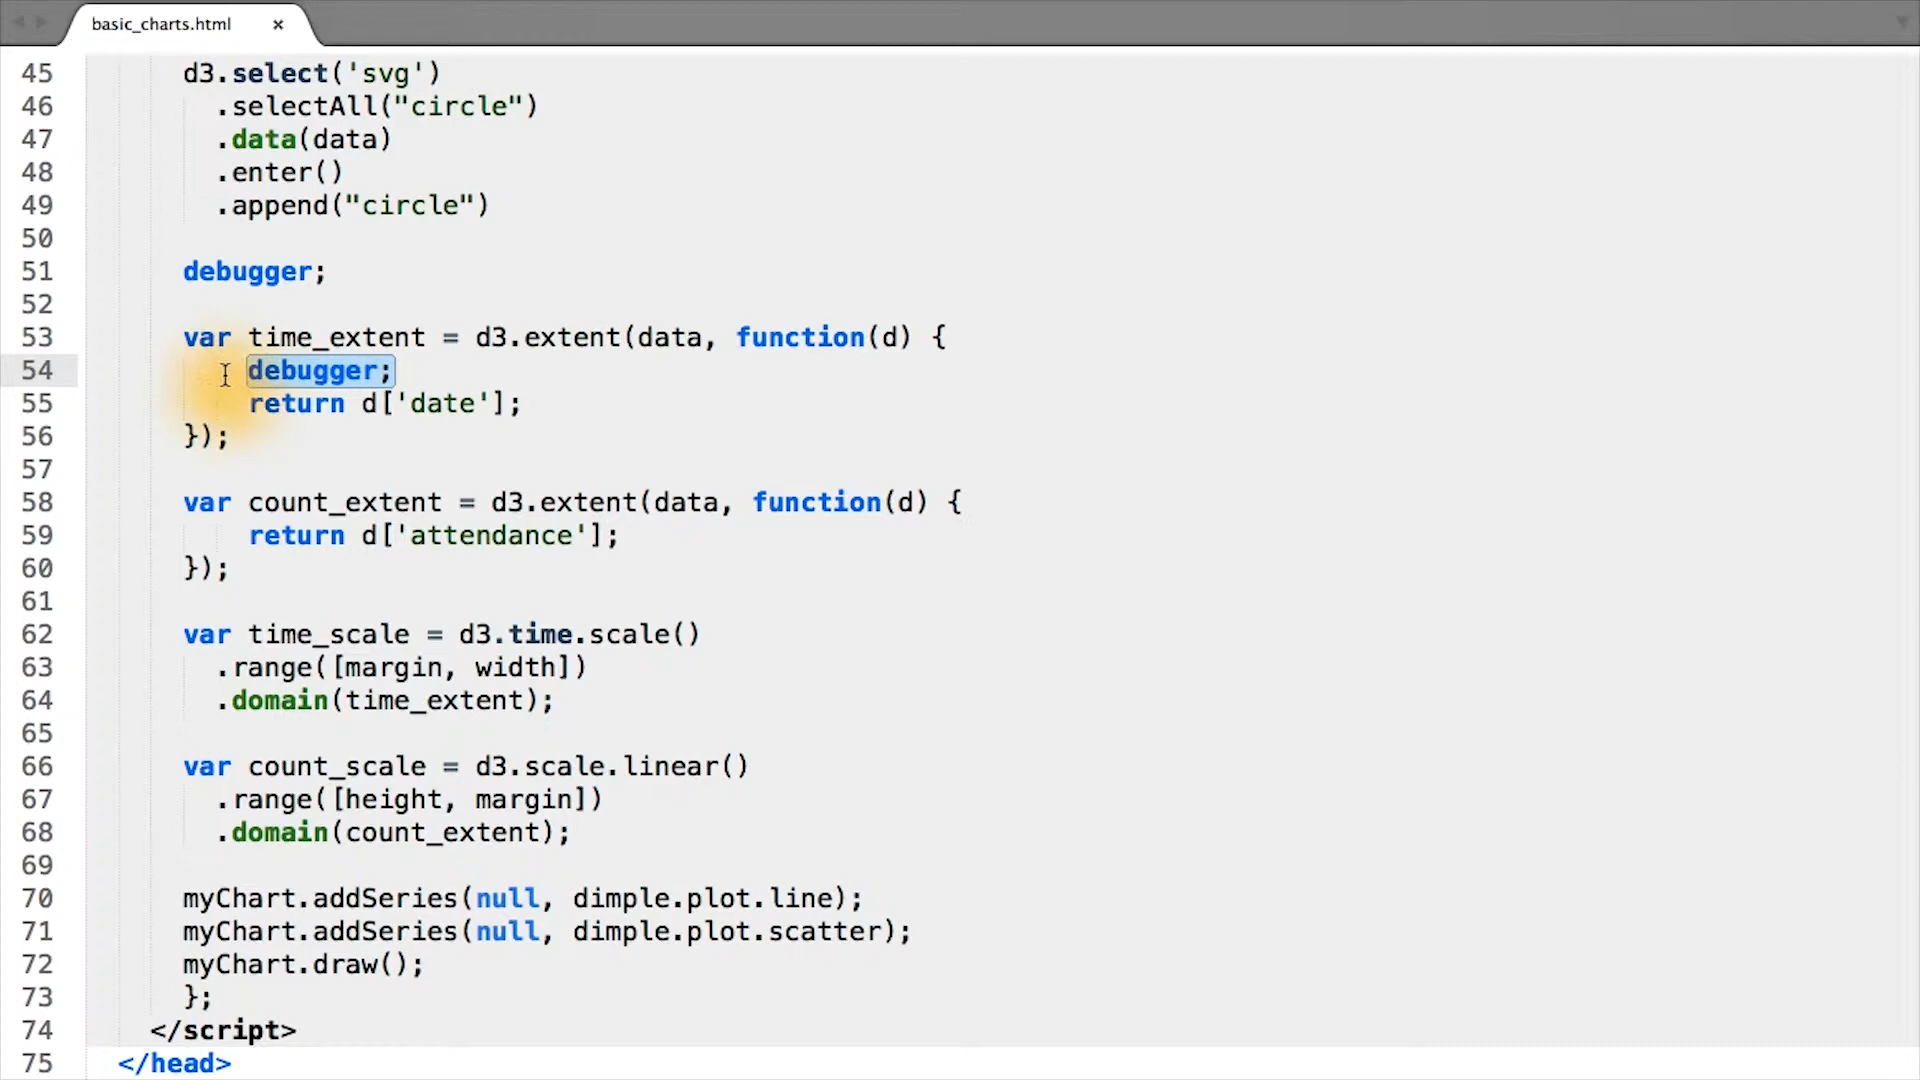 basic_charts.html ×
45 d3.select('svg')
46 .selectAll("circle")
47 .data(data)
48 .enter()
49 .append("circle")
50
51 debugger;
52
53 var time_extent = d3.extent(data, function(d) {
54 debugger;
55 return d['date'];
56 });
57
58 var count_extent = d3.extent(data, function(d) {
59 return d['attendance'];
60 });
61
62 var time_scale = d3.time.scale()
63 .range([margin, width])
64 .domain(time_extent);
65
66 var count_scale = d3.scale.linear()
67 .range([height, margin])
68 .domain(count_extent);
69
70 myChart.addSeries(null, dimple.plot.line);
71 myChart.addSeries(null, dimple.plot.scatter);
72 myChart.draw();
73 };
74 </script>
75 </head>